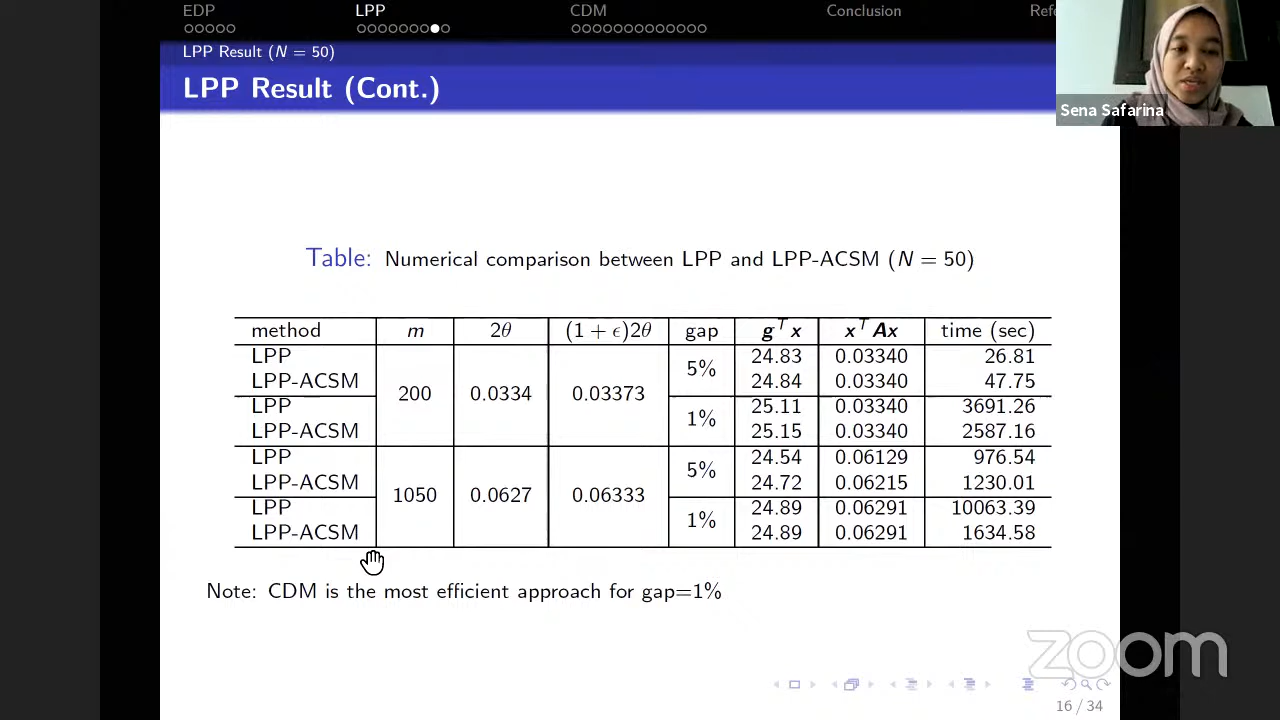 EDP LPP CDM Conclusion
LPP Result (N = 50)
LPP Result (Cont.)
Sena Safarina
Table: Numerical comparison between LPP and LPP-ACSM (N = 50)
method m 2θ (1 + ϵ)2θ gap g⊤x x⊤Ax time (sec)
LPP 200 0.0334 0.03373 5% 24.83 0.03340 26.81
LPP-ACSM 24.84 0.03340 47.75
LPP 1% 25.11 0.03340 3691.26
LPP-ACSM 25.15 0.03340 2587.16
LPP 1050 0.0627 0.06333 5% 24.54 0.06129 976.54
LPP-ACSM 24.72 0.06215 1230.01
LPP 1% 24.89 0.06291 10063.39
LPP-ACSM 24.89 0.06291 1634.58
Note: CDM is the most efficient approach for gap=1%
zoom
16 / 34